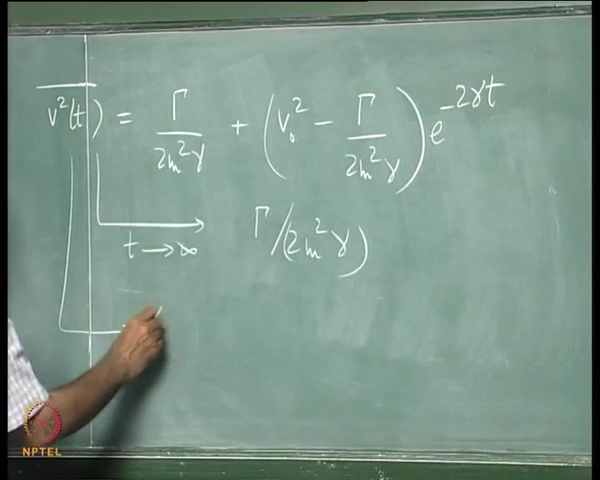 v²(t) = Γ/2m²γ + (v₀² − Γ/2m²γ) e^−2γt
t → ∞ Γ/(2m²γ)
NPTEL